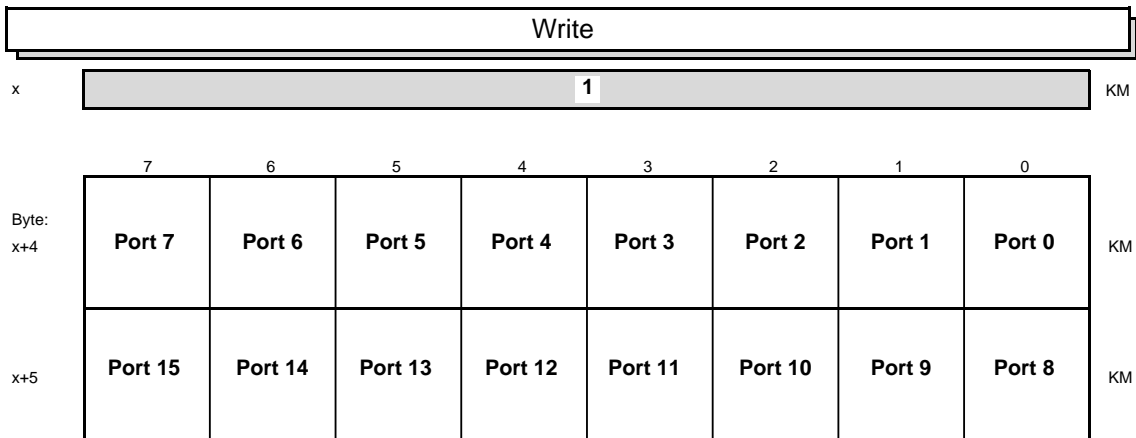 Write
x 1 KM
7 6 5 4 3 2 1 0
Byte:
x+4 Port 7 Port 6 Port 5 Port 4 Port 3 Port 2 Port 1 Port 0 KM
x+5 Port 15 Port 14 Port 13 Port 12 Port 11 Port 10 Port 9 Port 8 KM